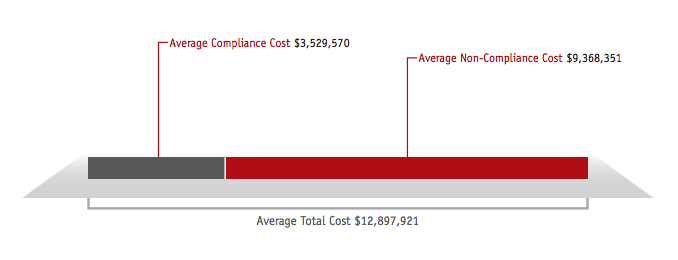 Average Compliance Cost $3,529,570
Average Non-Compliance Cost $9,368,351
Average Total Cost $12,897,921